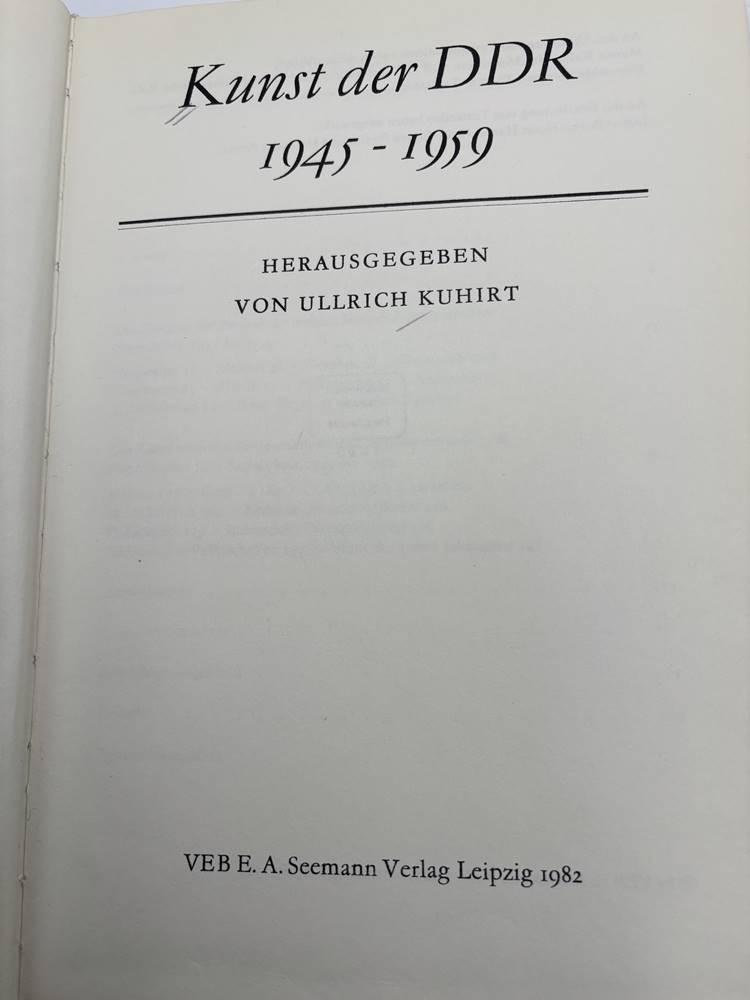 Kunst der DDR
1945 - 1959
HERAUSGEGEBEN
VON ULLRICH KUHIRT
VEB E. A. Seemann Verlag Leipzig 1982